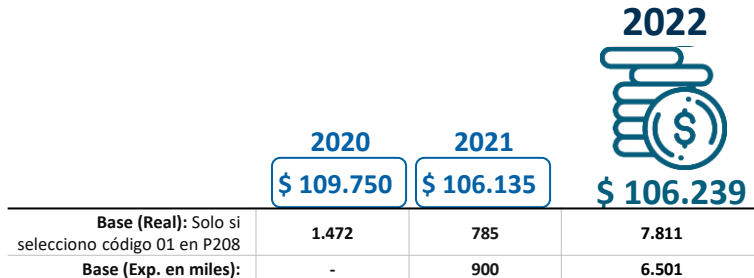 2022
$
2020 2021
$ 109.750 $ 106.135 $ 106.239
Base (Real): Solo si
selecciono código 01 en P208 1.472 785 7.811
Base (Exp. en miles): - 900 6.501